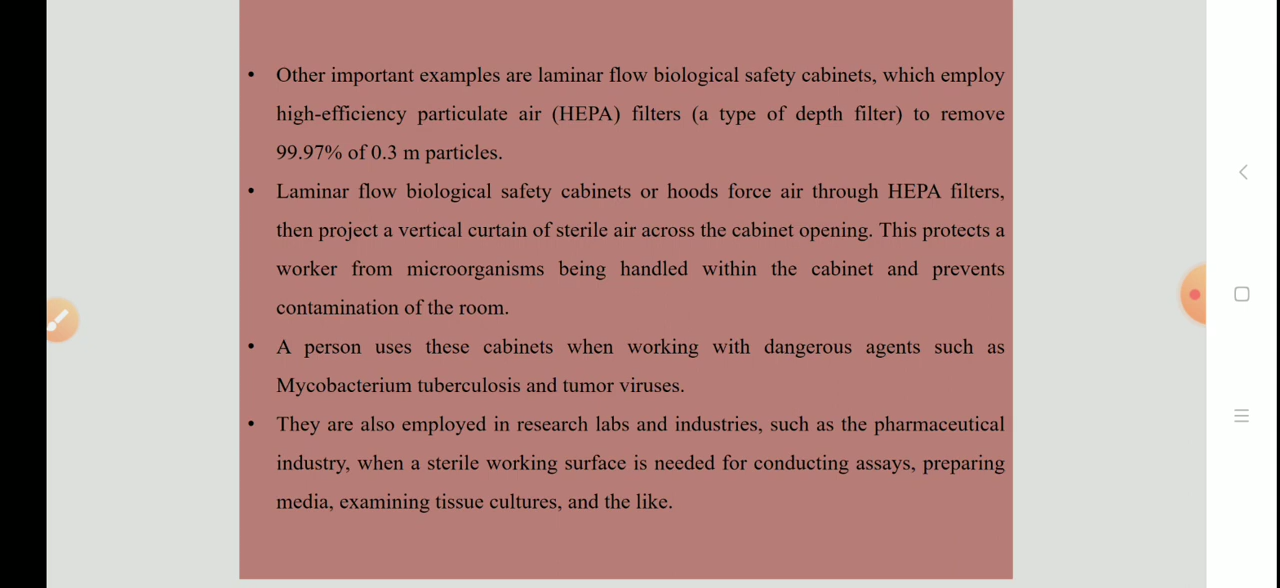 • Other important examples are laminar flow biological safety cabinets, which employ
high-efficiency particulate air (HEPA) filters (a type of depth filter) to remove
99.97% of 0.3 m particles.
• Laminar flow biological safety cabinets or hoods force air through HEPA filters,
then project a vertical curtain of sterile air across the cabinet opening. This protects a
worker from microorganisms being handled within the cabinet and prevents
contamination of the room.
• A person uses these cabinets when working with dangerous agents such as
Mycobacterium tuberculosis and tumor viruses.
• They are also employed in research labs and industries, such as the pharmaceutical
industry, when a sterile working surface is needed for conducting assays, preparing
media, examining tissue cultures, and the like.